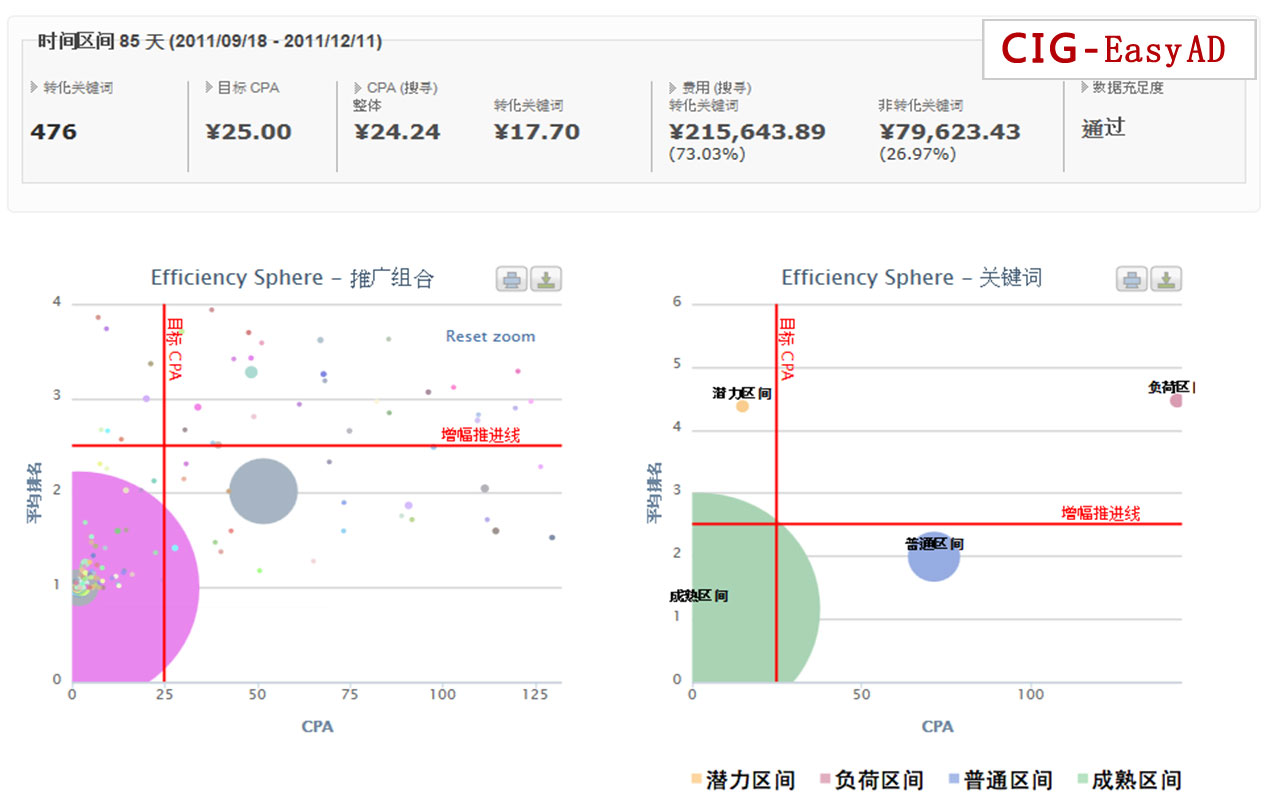 时间区间 85 天 (2011/09/18 - 2011/12/11)
CIG-EasyAD
转化关键词
476
目标 CPA
¥25.00
CPA (搜寻)
整体
¥24.24
转化关键词
¥17.70
费用 (搜寻)
转化关键词
¥215,643.89
(73.03%)
非转化关键词
¥79,623.43
(26.97%)
数据充足度
通过
Efficiency Sphere – 推广组合
Reset zoom
目标 CPA
增幅推进线
平均排名
4
3
2
1
0
0 25 50 75 100 125
CPA
Efficiency Sphere – 关键词
目标 CPA
潜力区间
负荷区
增幅推进线
普通区间
成熟区间
平均排名
6
5
4
3
2
1
0
0 50 100
CPA
潜力区间 负荷区间 普通区间 成熟区间